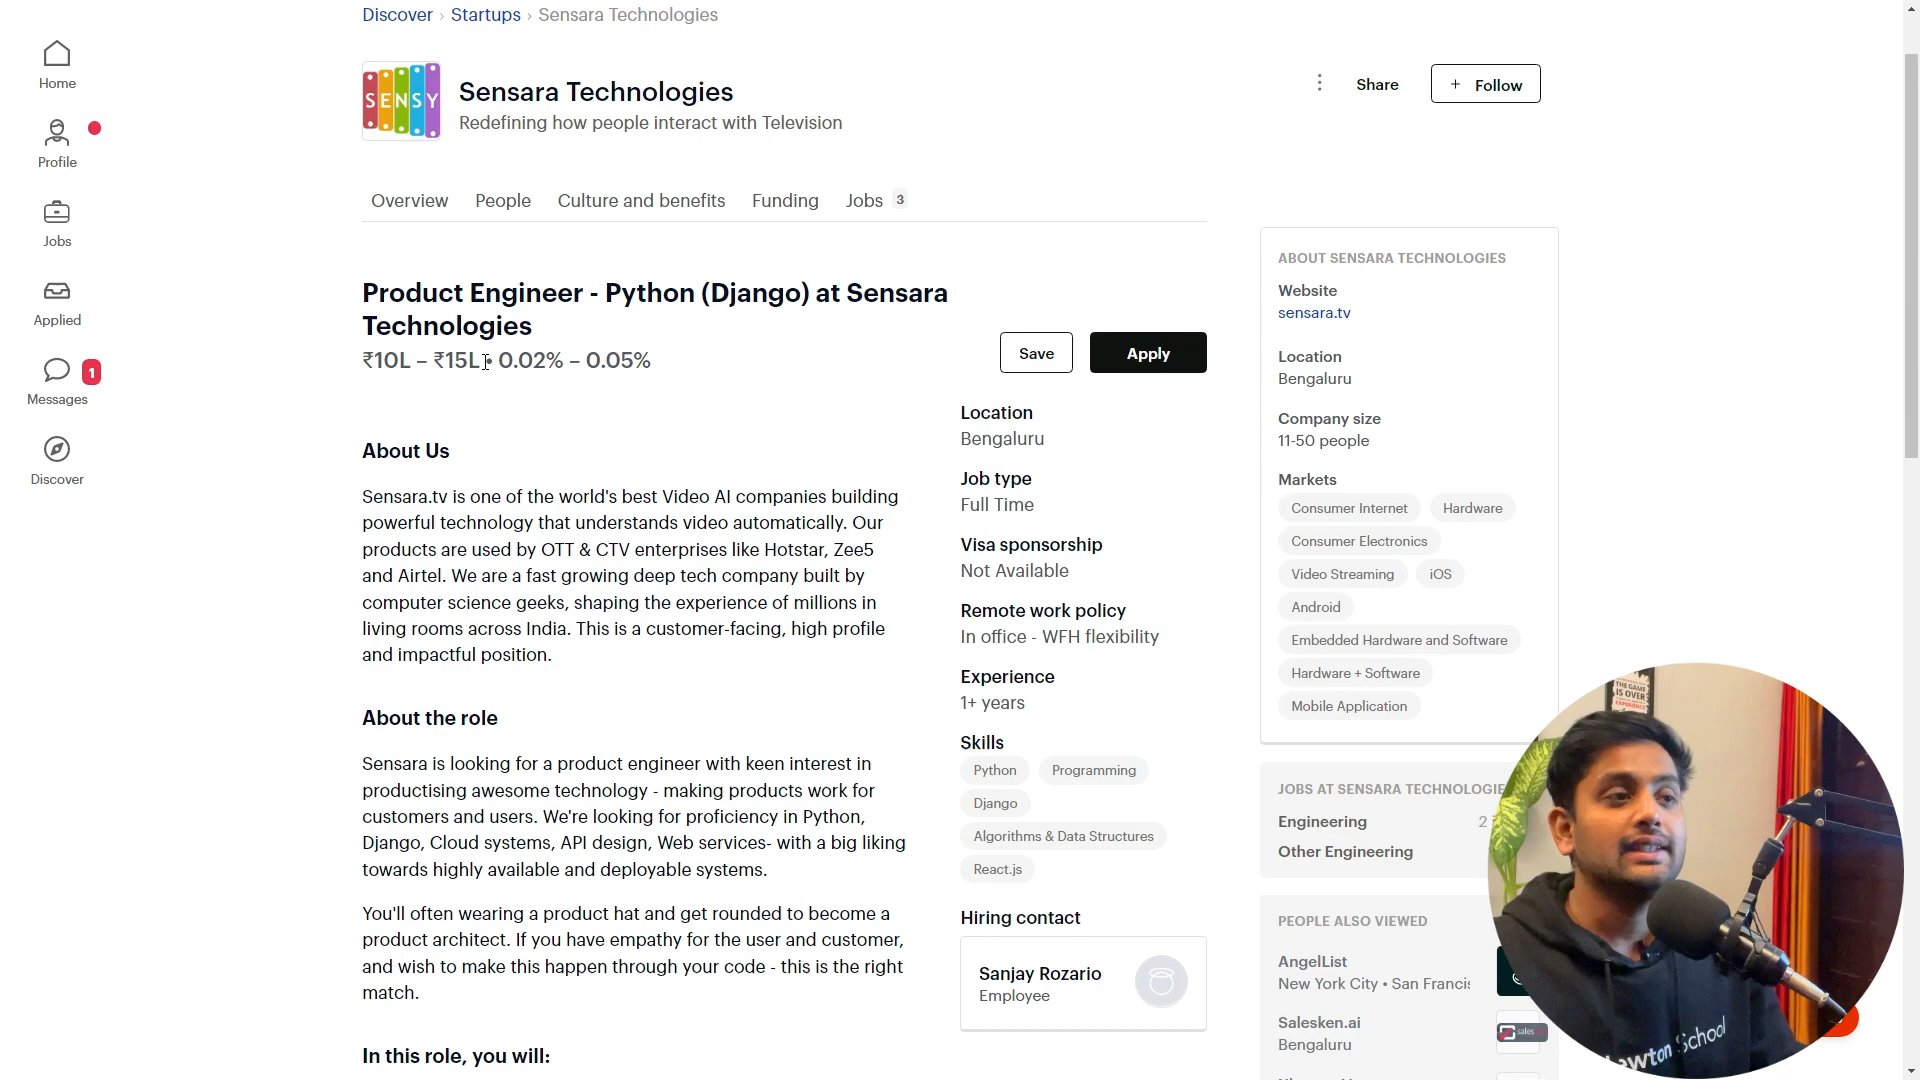 Discover › Startups › Sensara Technologies
Home
Profile
Jobs
Applied
1
Messages
Discover
SENSY
Sensara Technologies
Redefining how people interact with Television
Share
+ Follow
Overview
People
Culture and benefits
Funding
Jobs 3
Product Engineer - Python (Django) at Sensara
Technologies
₹10L – ₹15L • 0.02% – 0.05%
Save
Apply
About Us
Sensara.tv is one of the world's best Video AI companies building
powerful technology that understands video automatically. Our
products are used by OTT & CTV enterprises like Hotstar, Zee5
and Airtel. We are a fast growing deep tech company built by
computer science geeks, shaping the experience of millions in
living rooms across India. This is a customer-facing, high profile
and impactful position.
About the role
Sensara is looking for a product engineer with keen interest in
productising awesome technology - making products work for
customers and users. We're looking for proficiency in Python,
Django, Cloud systems, API design, Web services- with a big liking
towards highly available and deployable systems.
You'll often wearing a product hat and get rounded to become a
product architect. If you have empathy for the user and customer,
and wish to make this happen through your code - this is the right
match.
In this role, you will:
Location
Bengaluru
Job type
Full Time
Visa sponsorship
Not Available
Remote work policy
In office - WFH flexibility
Experience
1+ years
Skills
Python
Programming
Django
Algorithms & Data Structures
React.js
Hiring contact
Sanjay Rozario
Employee
ABOUT SENSARA TECHNOLOGIES
Website
sensara.tv
Location
Bengaluru
Company size
11-50 people
Markets
Consumer Internet
Hardware
Consumer Electronics
Video Streaming
iOS
Android
Embedded Hardware and Software
Hardware + Software
Mobile Application
JOBS AT SENSARA TECHNOLOGIE
Engineering 2
Other Engineering
PEOPLE ALSO VIEWED
AngelList
New York City • San Francis
Salesken.ai
Bengaluru
sales
THE GAME
IS OVER
EXPERIENCE
School